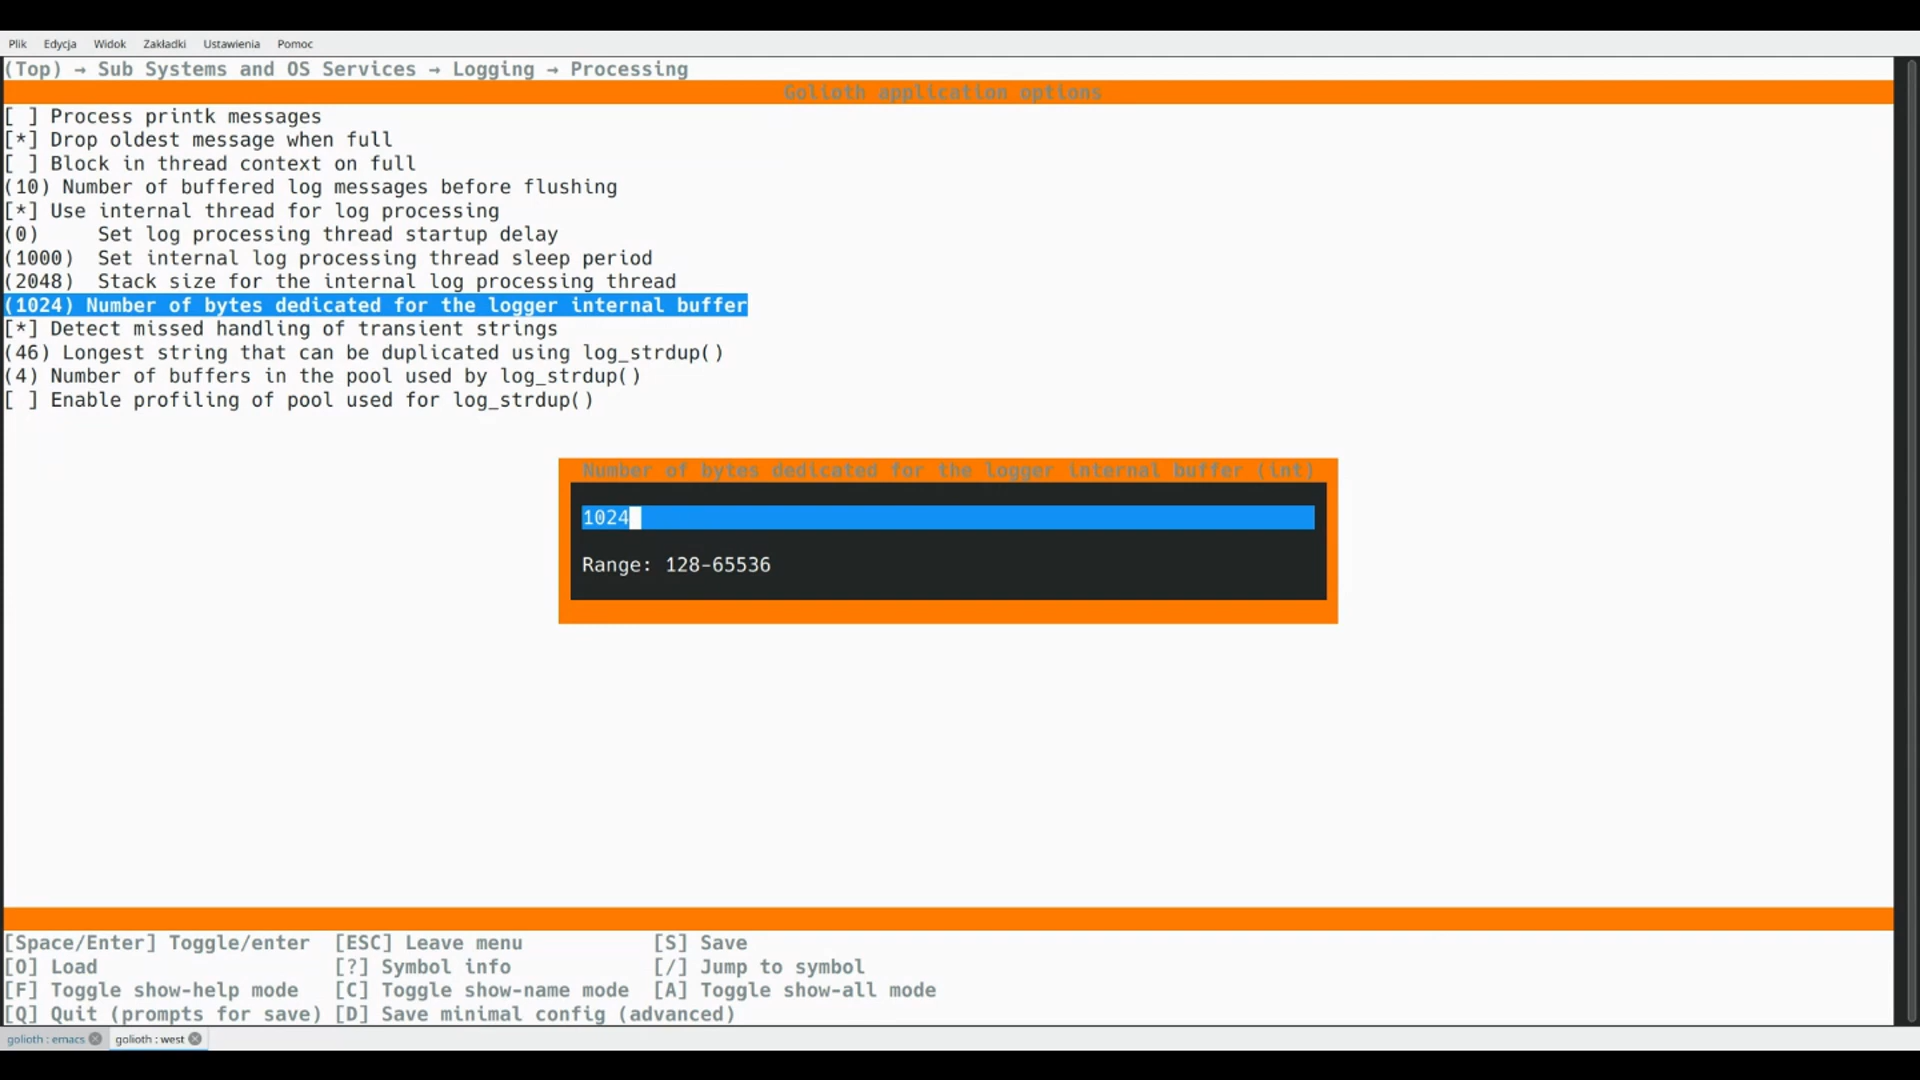 Plik Edycja Widok Zakładki Ustawienia Pomoc
(Top) → Sub Systems and OS Services → Logging → Processing
Golioth application options
[ ] Process printk messages
[*] Drop oldest message when full
[ ] Block in thread context on full
(10) Number of buffered log messages before flushing
[*] Use internal thread for log processing
(0)     Set log processing thread startup delay
(1000)  Set internal log processing thread sleep period
(2048)  Stack size for the internal log processing thread
(1024) Number of bytes dedicated for the logger internal buffer
[*] Detect missed handling of transient strings
(46) Longest string that can be duplicated using log_strdup()
(4) Number of buffers in the pool used by log_strdup()
[ ] Enable profiling of pool used for log_strdup()
Number of bytes dedicated for the logger internal buffer (int)
1024
Range: 128-65536
[Space/Enter] Toggle/enter  [ESC] Leave menu           [S] Save
[O] Load                    [?] Symbol info            [/] Jump to symbol
[F] Toggle show-help mode   [C] Toggle show-name mode  [A] Toggle show-all mode
[Q] Quit (prompts for save) [D] Save minimal config (advanced)
golioth : emacs golioth : west